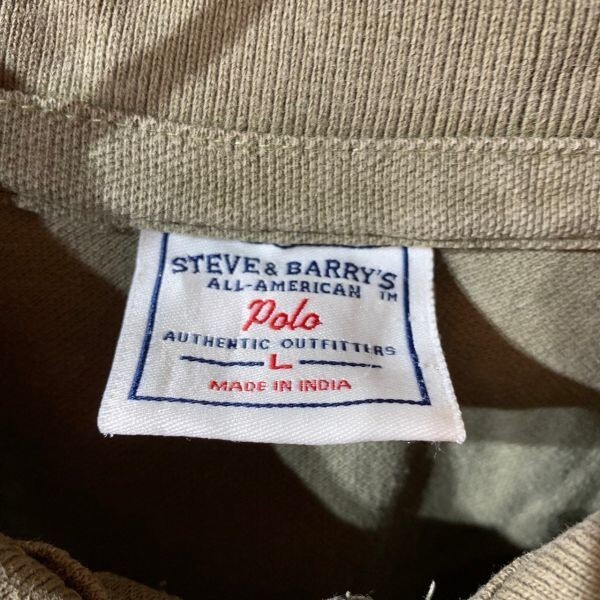 STEVE & BARRY'S
ALL-AMERICAN TM
Polo
AUTHENTIC OUTFITTERS
L
MADE IN INDIA